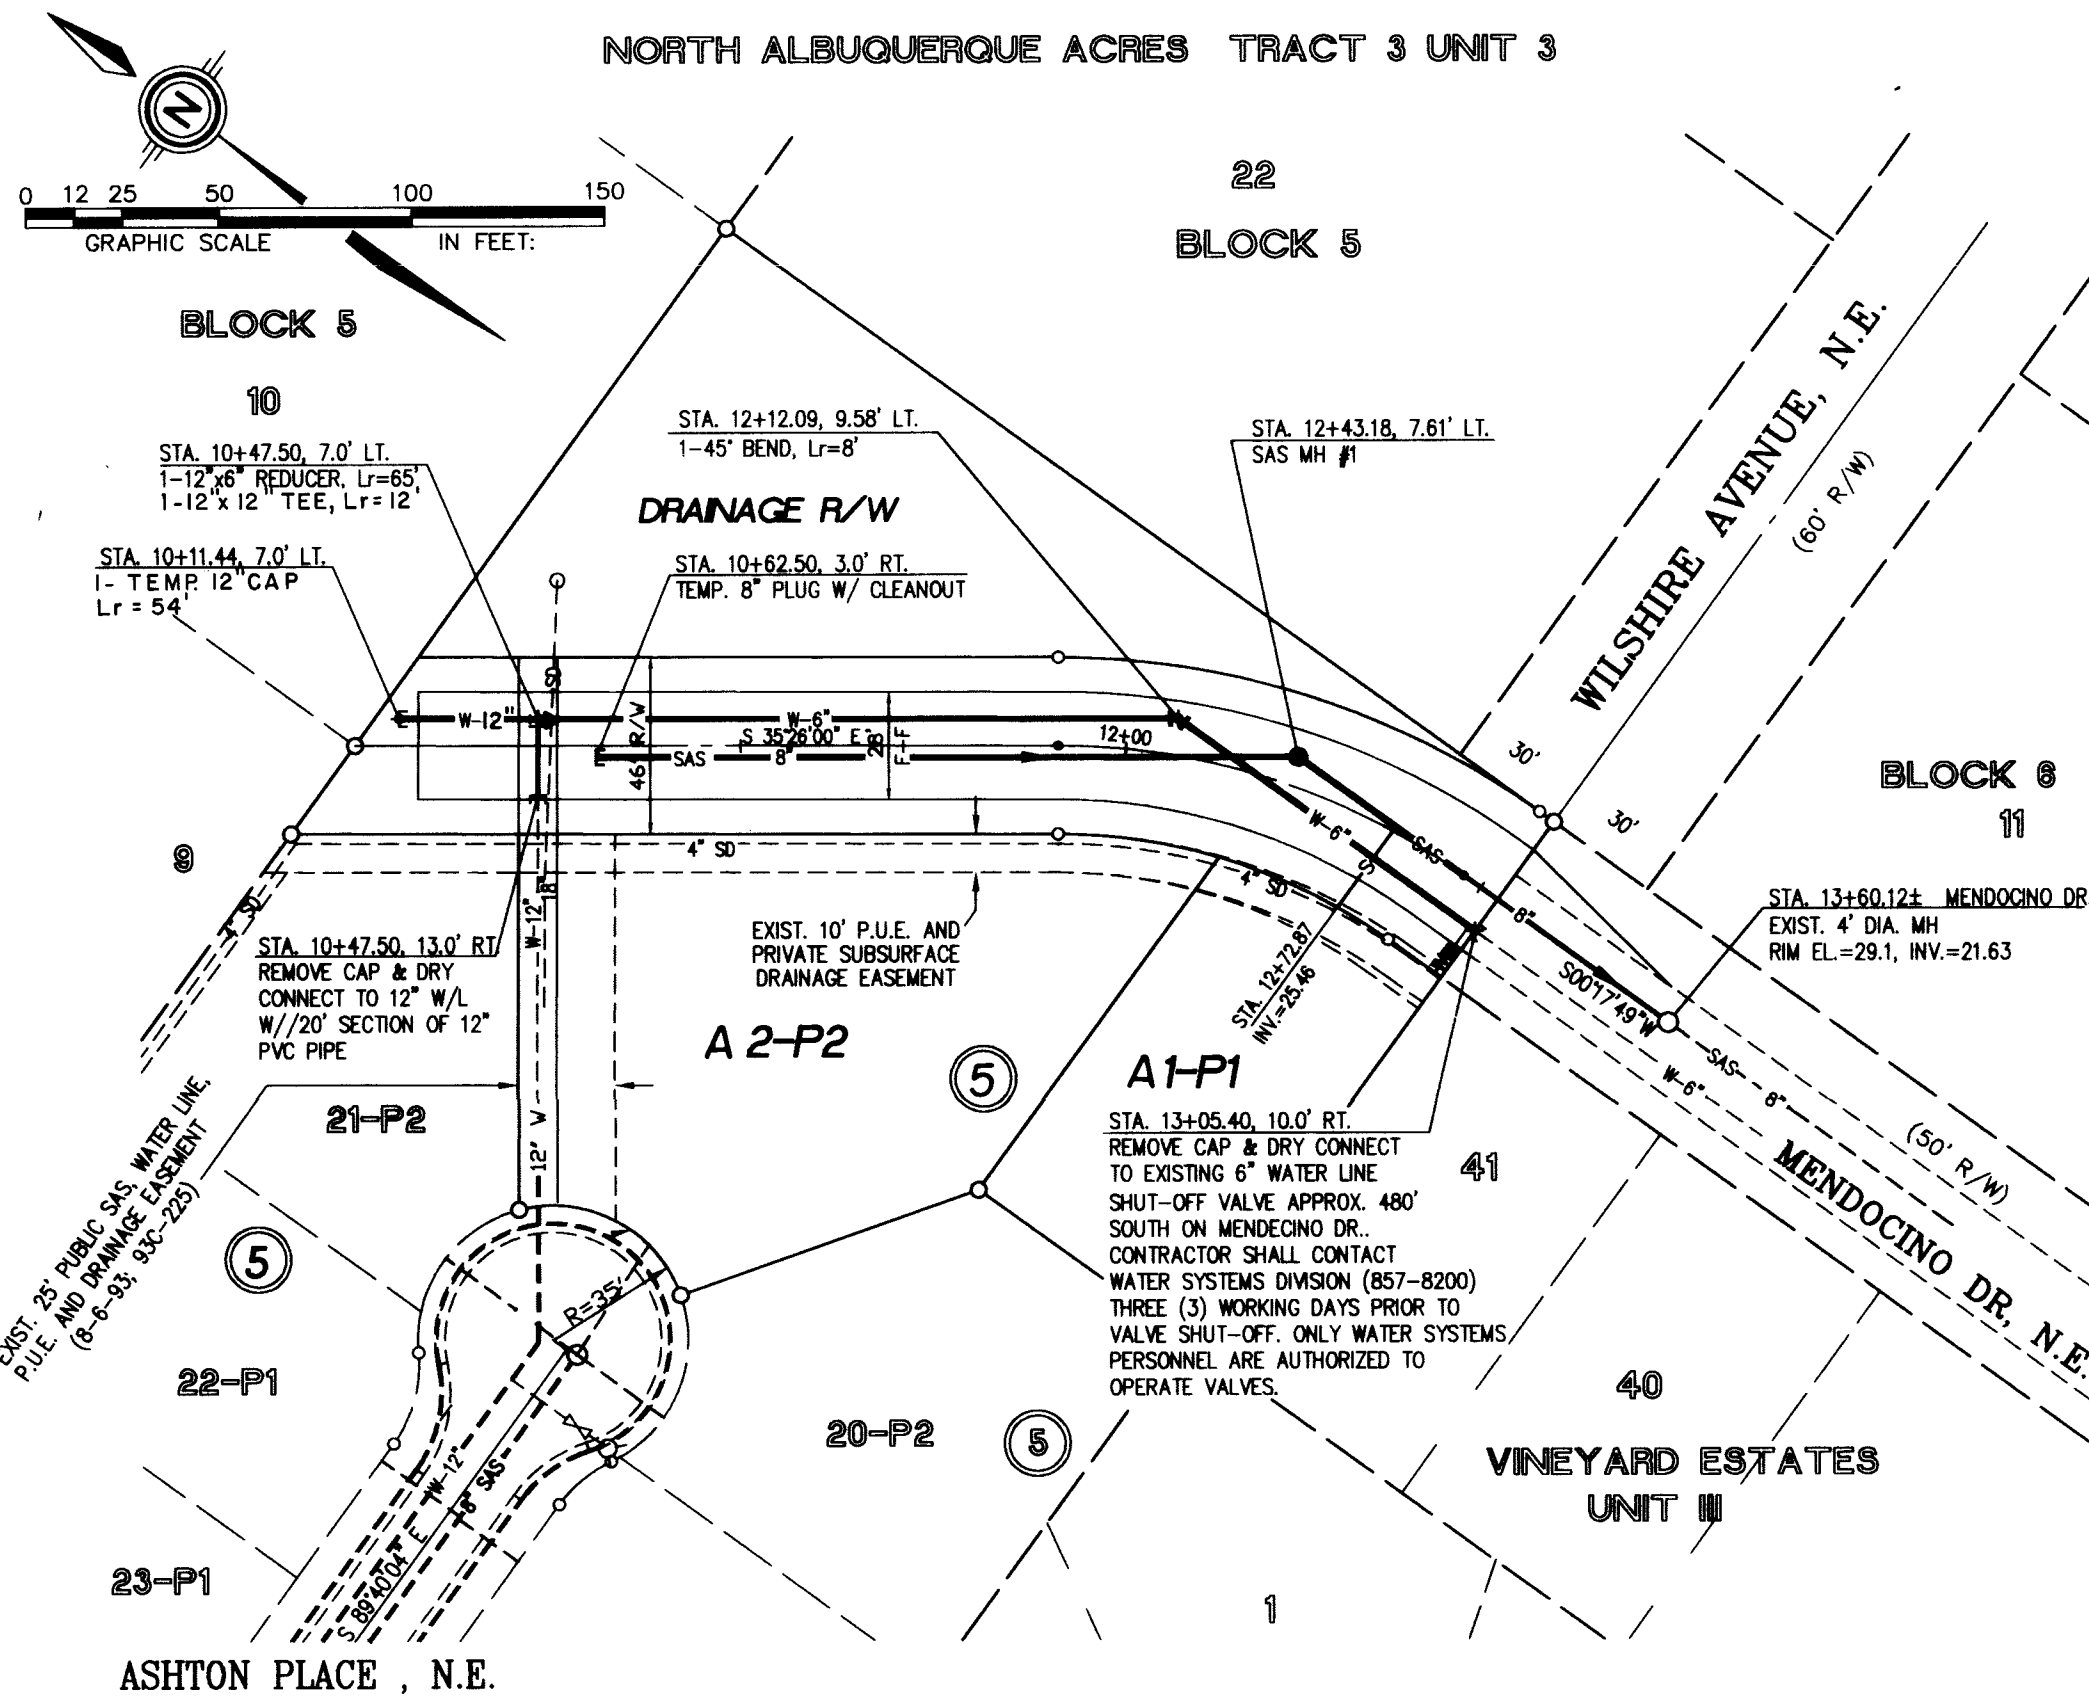 NORTH ALBUQUERQUE ACRES TRACT 3 UNIT 3
N
0 12 25 50 100 150
GRAPHIC SCALE IN FEET:
22
BLOCK 5
BLOCK 5
10
STA. 10+47.50, 7.0' LT.
1-12"x6" REDUCER, Lr=65'
1-12"x 12" TEE, Lr=12'
STA. 10+11.44, 7.0' LT.
1- TEMP. 12" CAP
Lr = 54'
STA. 12+12.09, 9.58' LT.
1-45° BEND, Lr=8'
DRAINAGE R/W
STA. 10+62.50, 3.0' RT.
TEMP. 8" PLUG W/ CLEANOUT
STA. 12+43.18, 7.61' LT.
SAS MH #1
WILSHIRE AVENUE, N.E.
(60' R/W)
30'
30'
BLOCK 6
11
SD
W-12"
W-6"
46' R/W
S 35°26'00" E
28' F-F
12+00
SAS
8"
W-6"
SAS
8"
S
9
4" SD
4" SD
4" SD
18"
W-12"
STA. 10+47.50, 13.0' RT.
REMOVE CAP & DRY
CONNECT TO 12" W/L
W//20' SECTION OF 12"
PVC PIPE
EXIST. 10' P.U.E. AND
PRIVATE SUBSURFACE
DRAINAGE EASEMENT
STA. 12+72.87
INV.=25.46
STA. 13+60.12± MENDOCINO DR
EXIST. 4' DIA. MH
RIM EL.=29.1, INV.=21.63
S00°17'49"W
SAS
8"
W-6"
(50' R/W)
MENDOCINO DR, N.E.
A 2-P2
5
A1-P1
STA. 13+05.40, 10.0' RT.
REMOVE CAP & DRY CONNECT
TO EXISTING 6" WATER LINE
SHUT-OFF VALVE APPROX. 480'
SOUTH ON MENDECINO DR..
CONTRACTOR SHALL CONTACT
WATER SYSTEMS DIVISION (857-8200)
THREE (3) WORKING DAYS PRIOR TO
VALVE SHUT-OFF. ONLY WATER SYSTEMS
PERSONNEL ARE AUTHORIZED TO
OPERATE VALVES.
41
40
21-P2
12" W
EXIST. 25' PUBLIC SAS, WATER LINE,
P.U.E. AND DRAINAGE EASEMENT
(8-6-93; 93C-225)
5
22-P1
R=35'
20-P2
5
VINEYARD ESTATES
UNIT III
W-12"
8" SAS
S 89°40'04" E
23-P1
1
ASHTON PLACE , N.E.